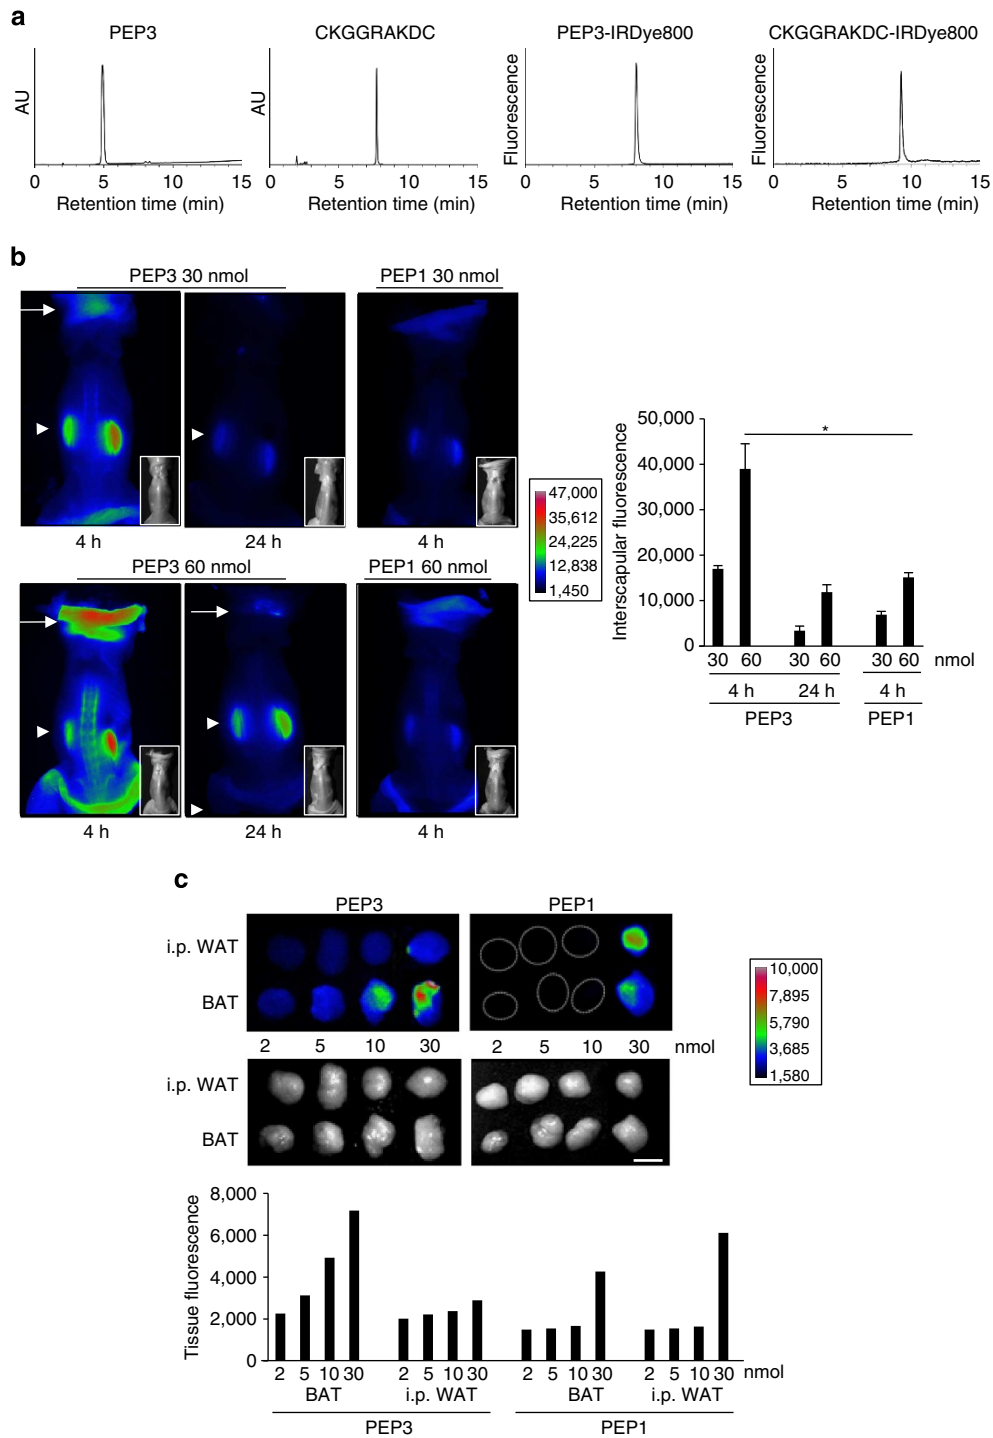 a
PEP3
CKGGRAKDC
PEP3-IRDye800
CKGGRAKDC-IRDye800
AU
AU
Fluorescence
Fluorescence
0 5 10 15
0 5 10 15
0 5 10 15
0 5 10 15
Retention time (min)
Retention time (min)
Retention time (min)
Retention time (min)
b
PEP3 30 nmol
PEP1 30 nmol
4 h
24 h
4 h
PEP3 60 nmol
PEP1 60 nmol
4 h
24 h
4 h
47,000
35,612
24,225
12,838
1,450
Interscapular fluorescence
50,000
40,000
30,000
20,000
10,000
0
*
30 60 30 60 30 60 nmol
4 h 24 h 4 h
PEP3 PEP1
c
PEP3
PEP1
i.p. WAT
BAT
2 5 10 30
2 5 10 30 nmol
i.p. WAT
BAT
10,000
7,895
5,790
3,685
1,580
Tissue fluorescence
8,000
6,000
4,000
2,000
0
2 5 10 30 2 5 10 30 2 5 10 30 2 5 10 30 nmol
BAT i.p. WAT BAT i.p. WAT
PEP3 PEP1